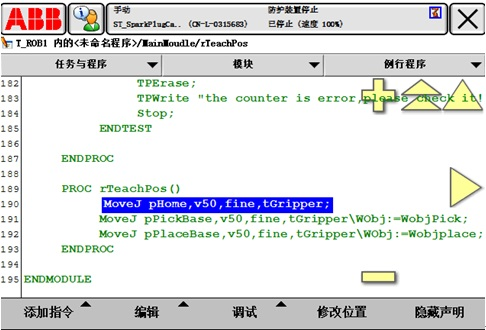 ABB
手动
防护装置停止
ST_SparkPlugCa.. (CN-L-0315683)
已停止 (速度 100%)
T_ROB1 内的<未命名程序>/MainMoudle/rTeachPos
任务与程序
模块
例行程序
182 TPErase;
183 TPWrite "the counter is error,please check it!
184 Stop;
185 ENDTEST
186
187 ENDPROC
188
189 PROC rTeachPos()
190 MoveJ pHome,v50,fine,tGripper;
191 MoveJ pPickBase,v50,fine,tGripper\WObj:=WobjPick;
192 MoveJ pPlaceBase,v50,fine,tGripper\WObj:=Wobjplace;
193 ENDPROC
194
195 ENDMODULE
添加指令
编辑
调试
修改位置
隐藏声明